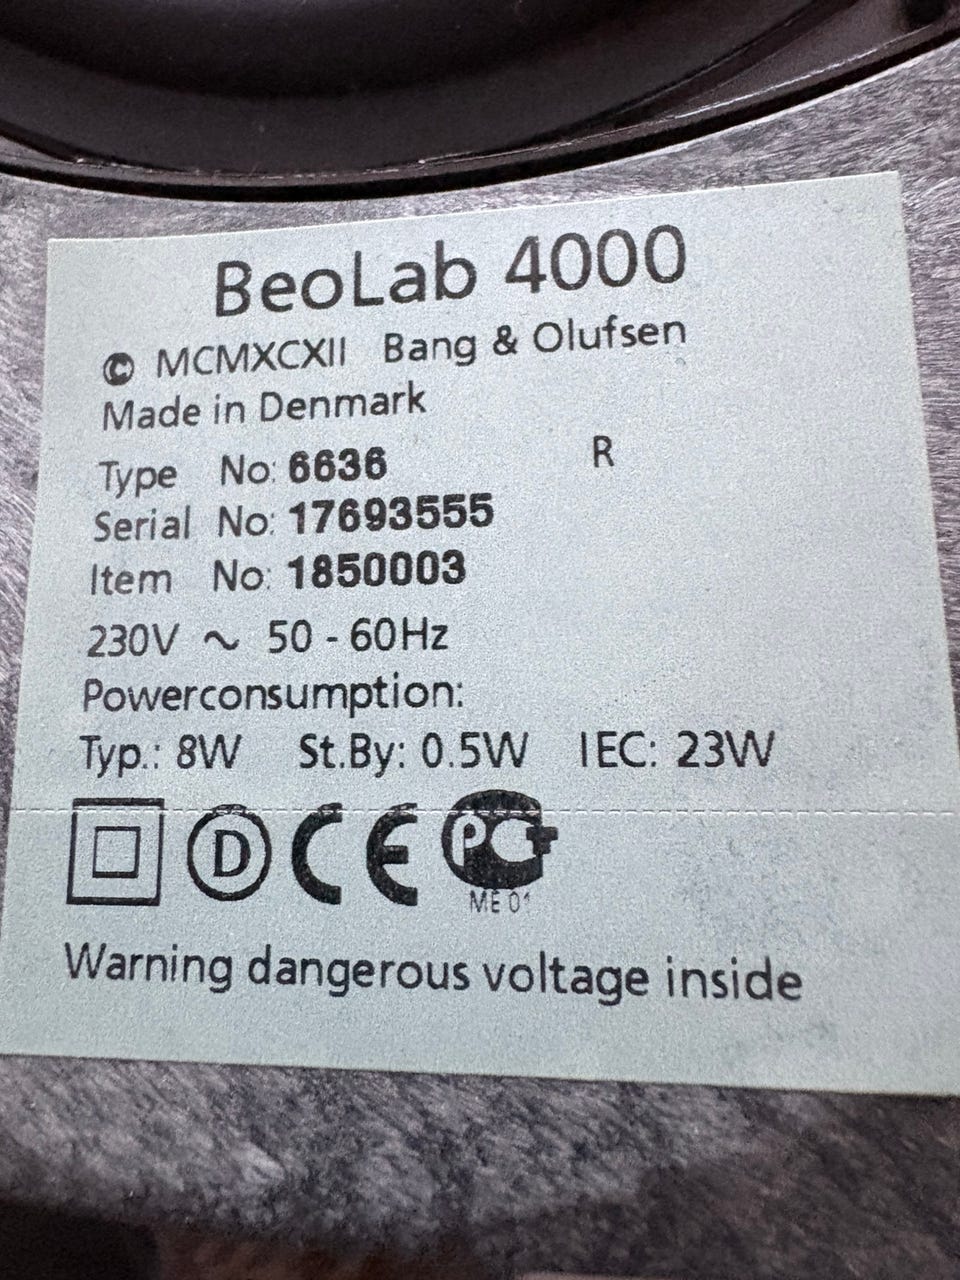 BeoLab 4000
© MCMXCXII Bang & Olufsen
Made in Denmark
Type No: 6636 R
Serial No: 17693555
Item No: 1850003
230V ~ 50 - 60Hz
Powerconsumption:
Typ.: 8W St.By: 0.5W IEC: 23W
D CE PCT
ME 01
Warning dangerous voltage inside